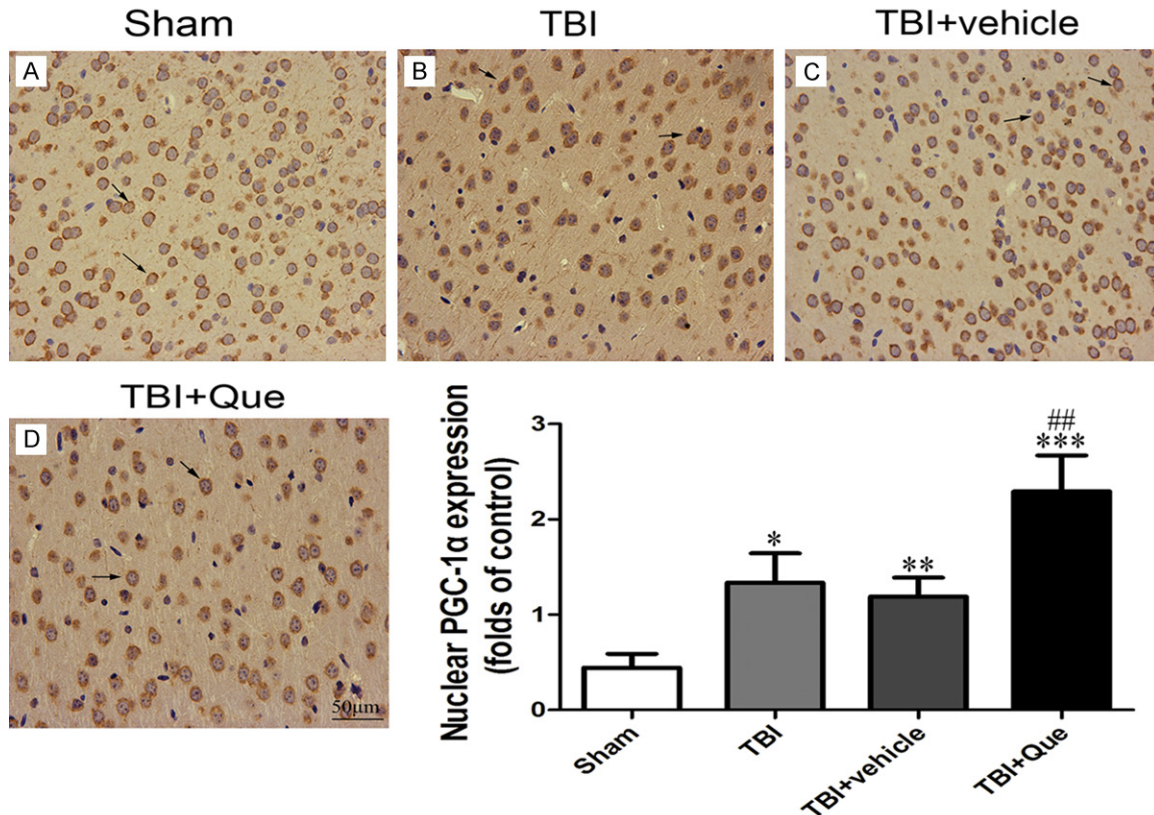 Sham
TBI
TBI+vehicle
A
B
C
TBI+Que
D
50μm
Nuclear PGC-1α expression
(folds of control)
3
2
1
0
*
**
##
***
Sham
TBI
TBI+vehicle
TBI+Que